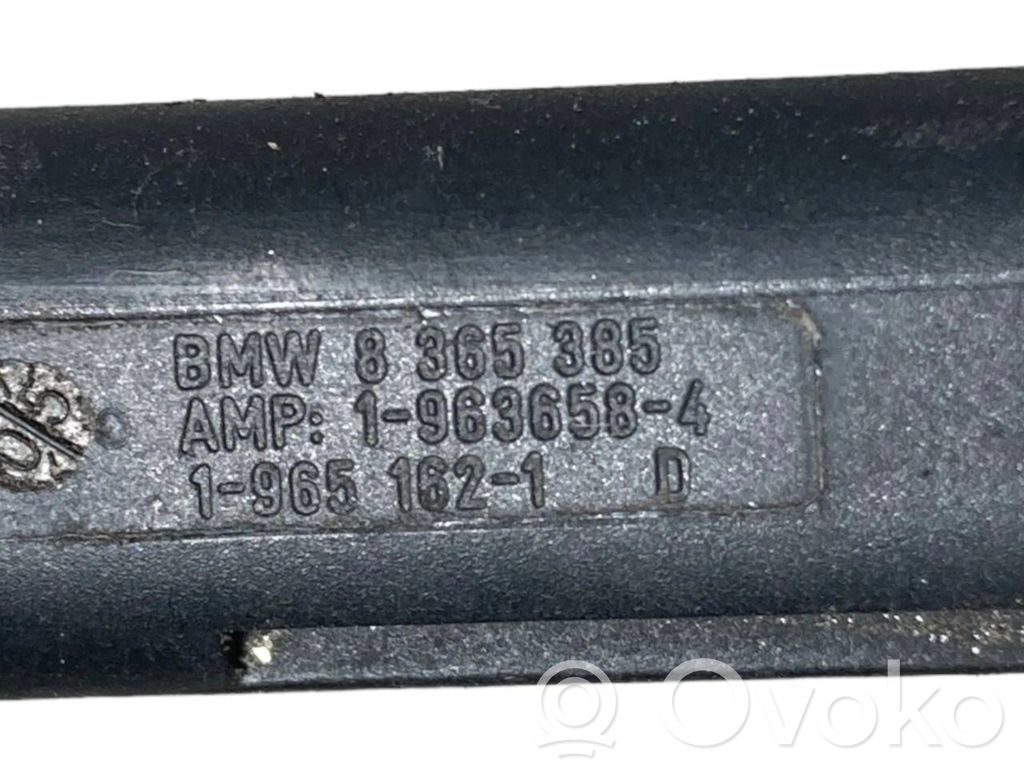 BMW 8 365 385
AMP: 1-963658-4
1-965 162-1 D
Ovoko